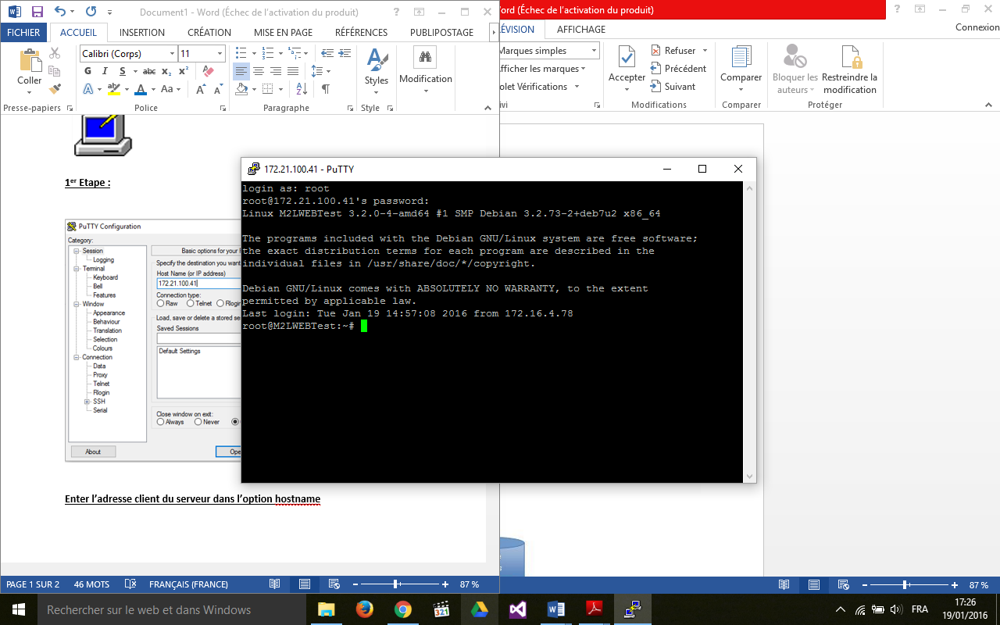 Document1 - Word (Échec de l'activation du produit)
FICHIER ACCUEIL INSERTION CRÉATION MISE EN PAGE RÉFÉRENCES PUBLIPOSTAGE
Calibri (Corps) 11
G I S abc x₂ x²
A ab A Aa A A
Coller
Styles
Modification
Presse-papiers Police Paragraphe Style
ord (Échec de l'activation du produit)
ÉVISION AFFICHAGE
Connexion
Marques simples
fficher les marques
olet Vérifications
vi
Accepter
Refuser
Précédent
Suivant
Modifications
Comparer
Comparer
Bloquer les auteurs
Restreindre la modification
Protéger
1er Etape :
PuTTY Configuration
Category:
Session
Logging
Terminal
Keyboard
Bell
Features
Window
Appearance
Behaviour
Translation
Selection
Colours
Connection
Data
Proxy
Telnet
Rlogin
SSH
Serial
Basic options for your
Specify the destination you want
Host Name (or IP address)
172.21.100.41
Connection type:
Raw Telnet Rlogin
Load, save or delete a stored se
Saved Sessions
Default Settings
Close window on exit:
Always Never
About
Ope
172.21.100.41 - PuTTY
login as: root
root@172.21.100.41's password:
Linux M2LWEBTest 3.2.0-4-amd64 #1 SMP Debian 3.2.73-2+deb7u2 x86_64
The programs included with the Debian GNU/Linux system are free software;
the exact distribution terms for each program are described in the
individual files in /usr/share/doc/*/copyright.
Debian GNU/Linux comes with ABSOLUTELY NO WARRANTY, to the extent
permitted by applicable law.
Last login: Tue Jan 19 14:57:08 2016 from 172.16.4.78
root@M2LWEBTest:~#
Enter l'adresse client du serveur dans l'option hostname
PAGE 1 SUR 2 46 MOTS FRANÇAIS (FRANCE) 87 %
87 %
Rechercher sur le web et dans Windows
321
FRA
17:26
19/01/2016